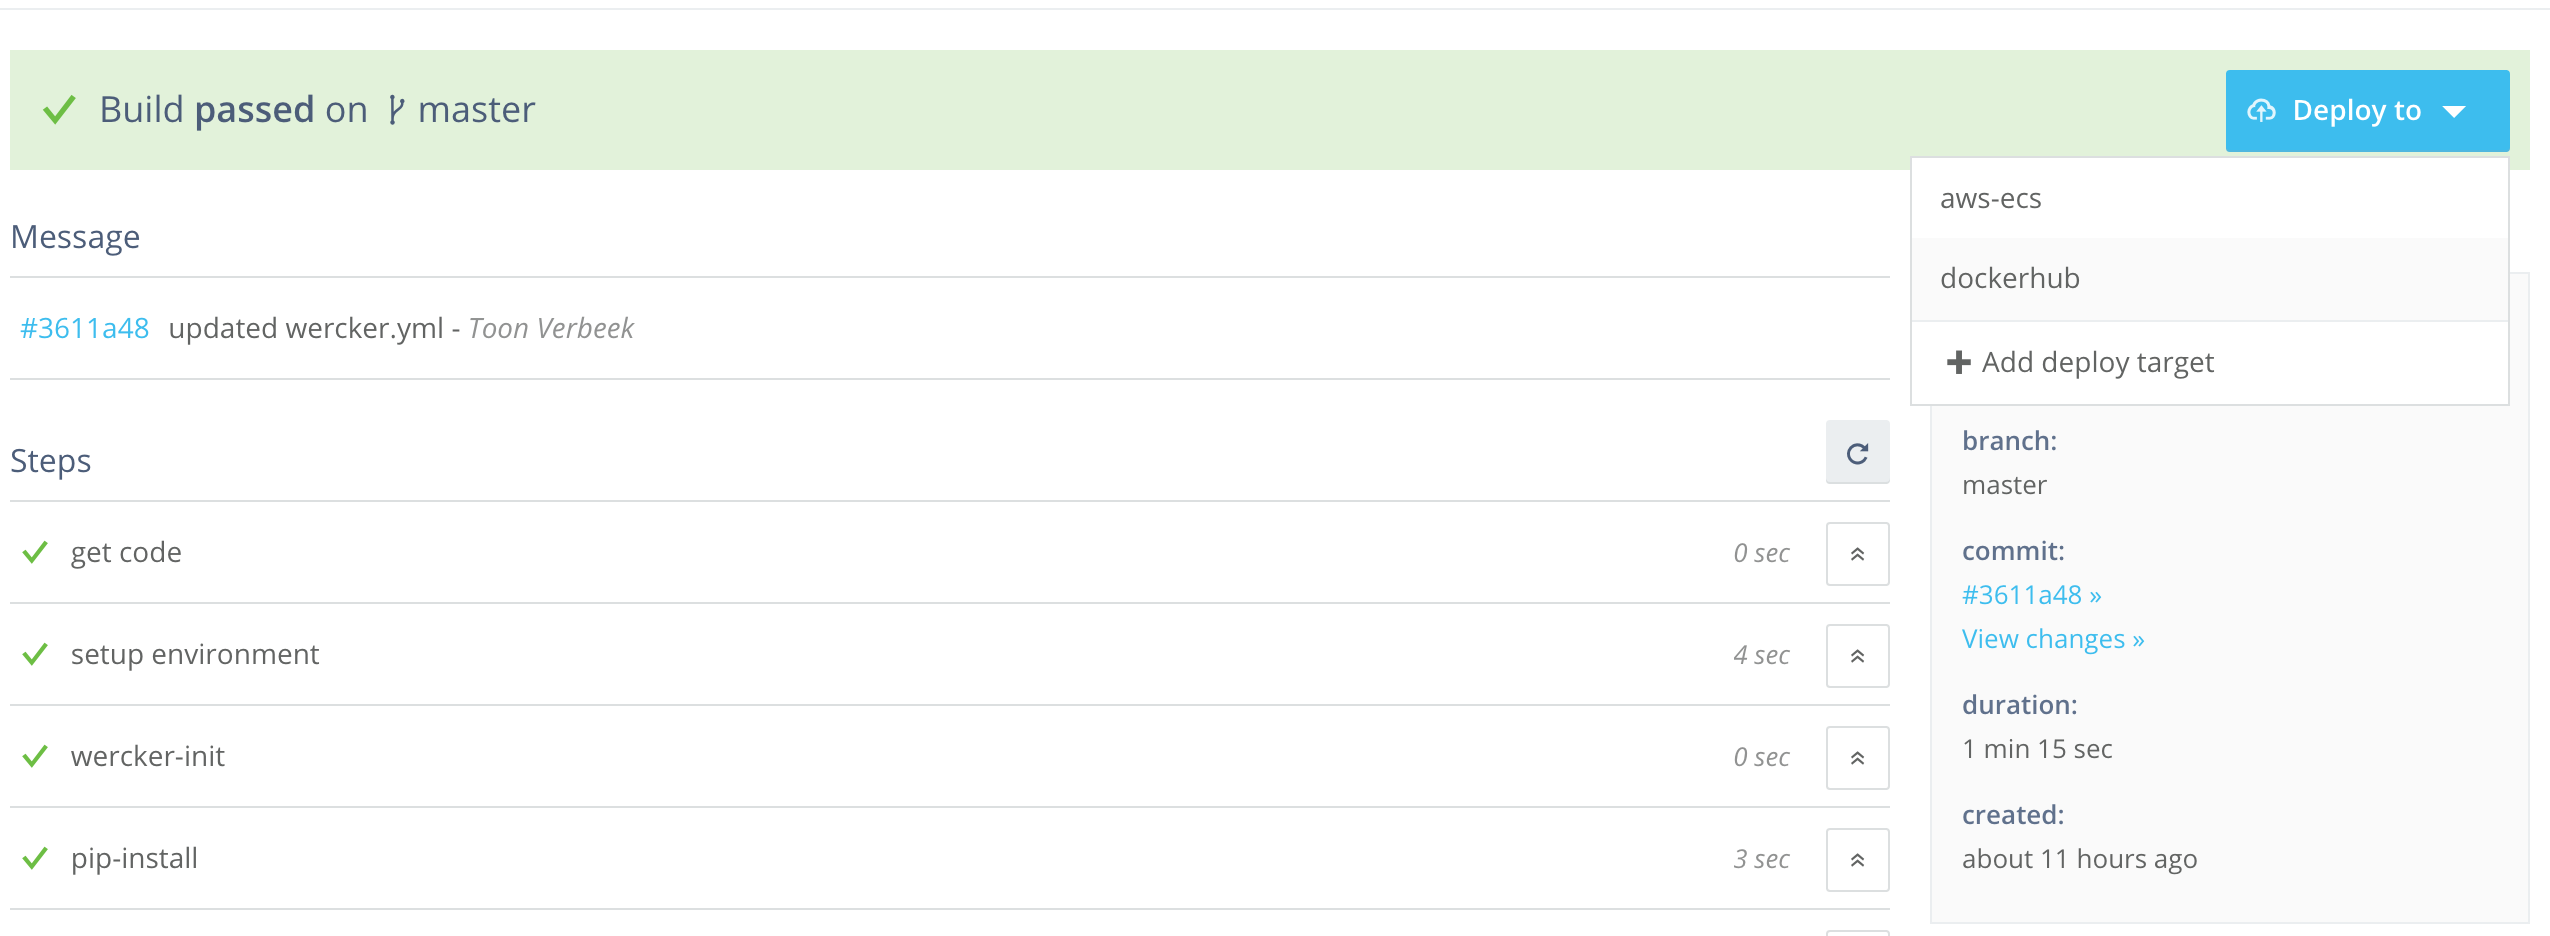 Build passed on master
Deploy to
aws-ecs
dockerhub
Add deploy target
Message
#3611a48 updated wercker.yml - Toon Verbeek
Steps
get code 0 sec
setup environment 4 sec
wercker-init 0 sec
pip-install 3 sec
branch:
master
commit:
#3611a48 »
View changes »
duration:
1 min 15 sec
created:
about 11 hours ago